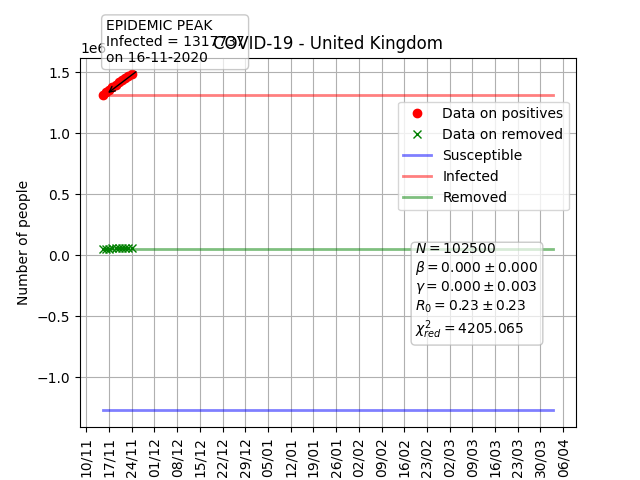 EPIDEMIC PEAK
Infected = 1317737
on 16-11-2020
COVID-19 - United Kingdom
1e6
1.5
1.0
0.5
0.0
−0.5
−1.0
Number of people
Data on positives
Data on removed
Susceptible
Infected
Removed
N = 102500
β = 0.000 ± 0.000
γ = 0.000 ± 0.003
R₀ = 0.23 ± 0.23
χ²_red = 4205.065
10/11
17/11
24/11
01/12
08/12
15/12
22/12
29/12
05/01
12/01
19/01
26/01
02/02
09/02
16/02
23/02
02/03
09/03
16/03
23/03
30/03
06/04